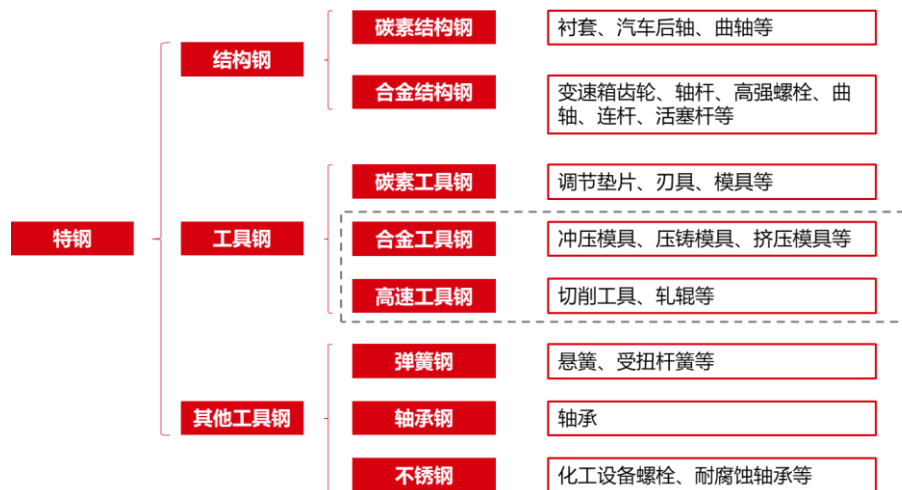 碳素结构钢
衬套、汽车后轴、曲轴等
结构钢
合金结构钢
变速箱齿轮、轴杆、高强螺栓、曲
轴、连杆、活塞杆等
碳素工具钢
调节垫片、刃具、模具等
特钢
工具钢
合金工具钢
冲压模具、压铸模具、挤压模具等
高速工具钢
切削工具、轧辊等
弹簧钢
悬簧、受扭杆簧等
其他工具钢
轴承钢
轴承
不锈钢
化工设备螺栓、耐腐蚀轴承等